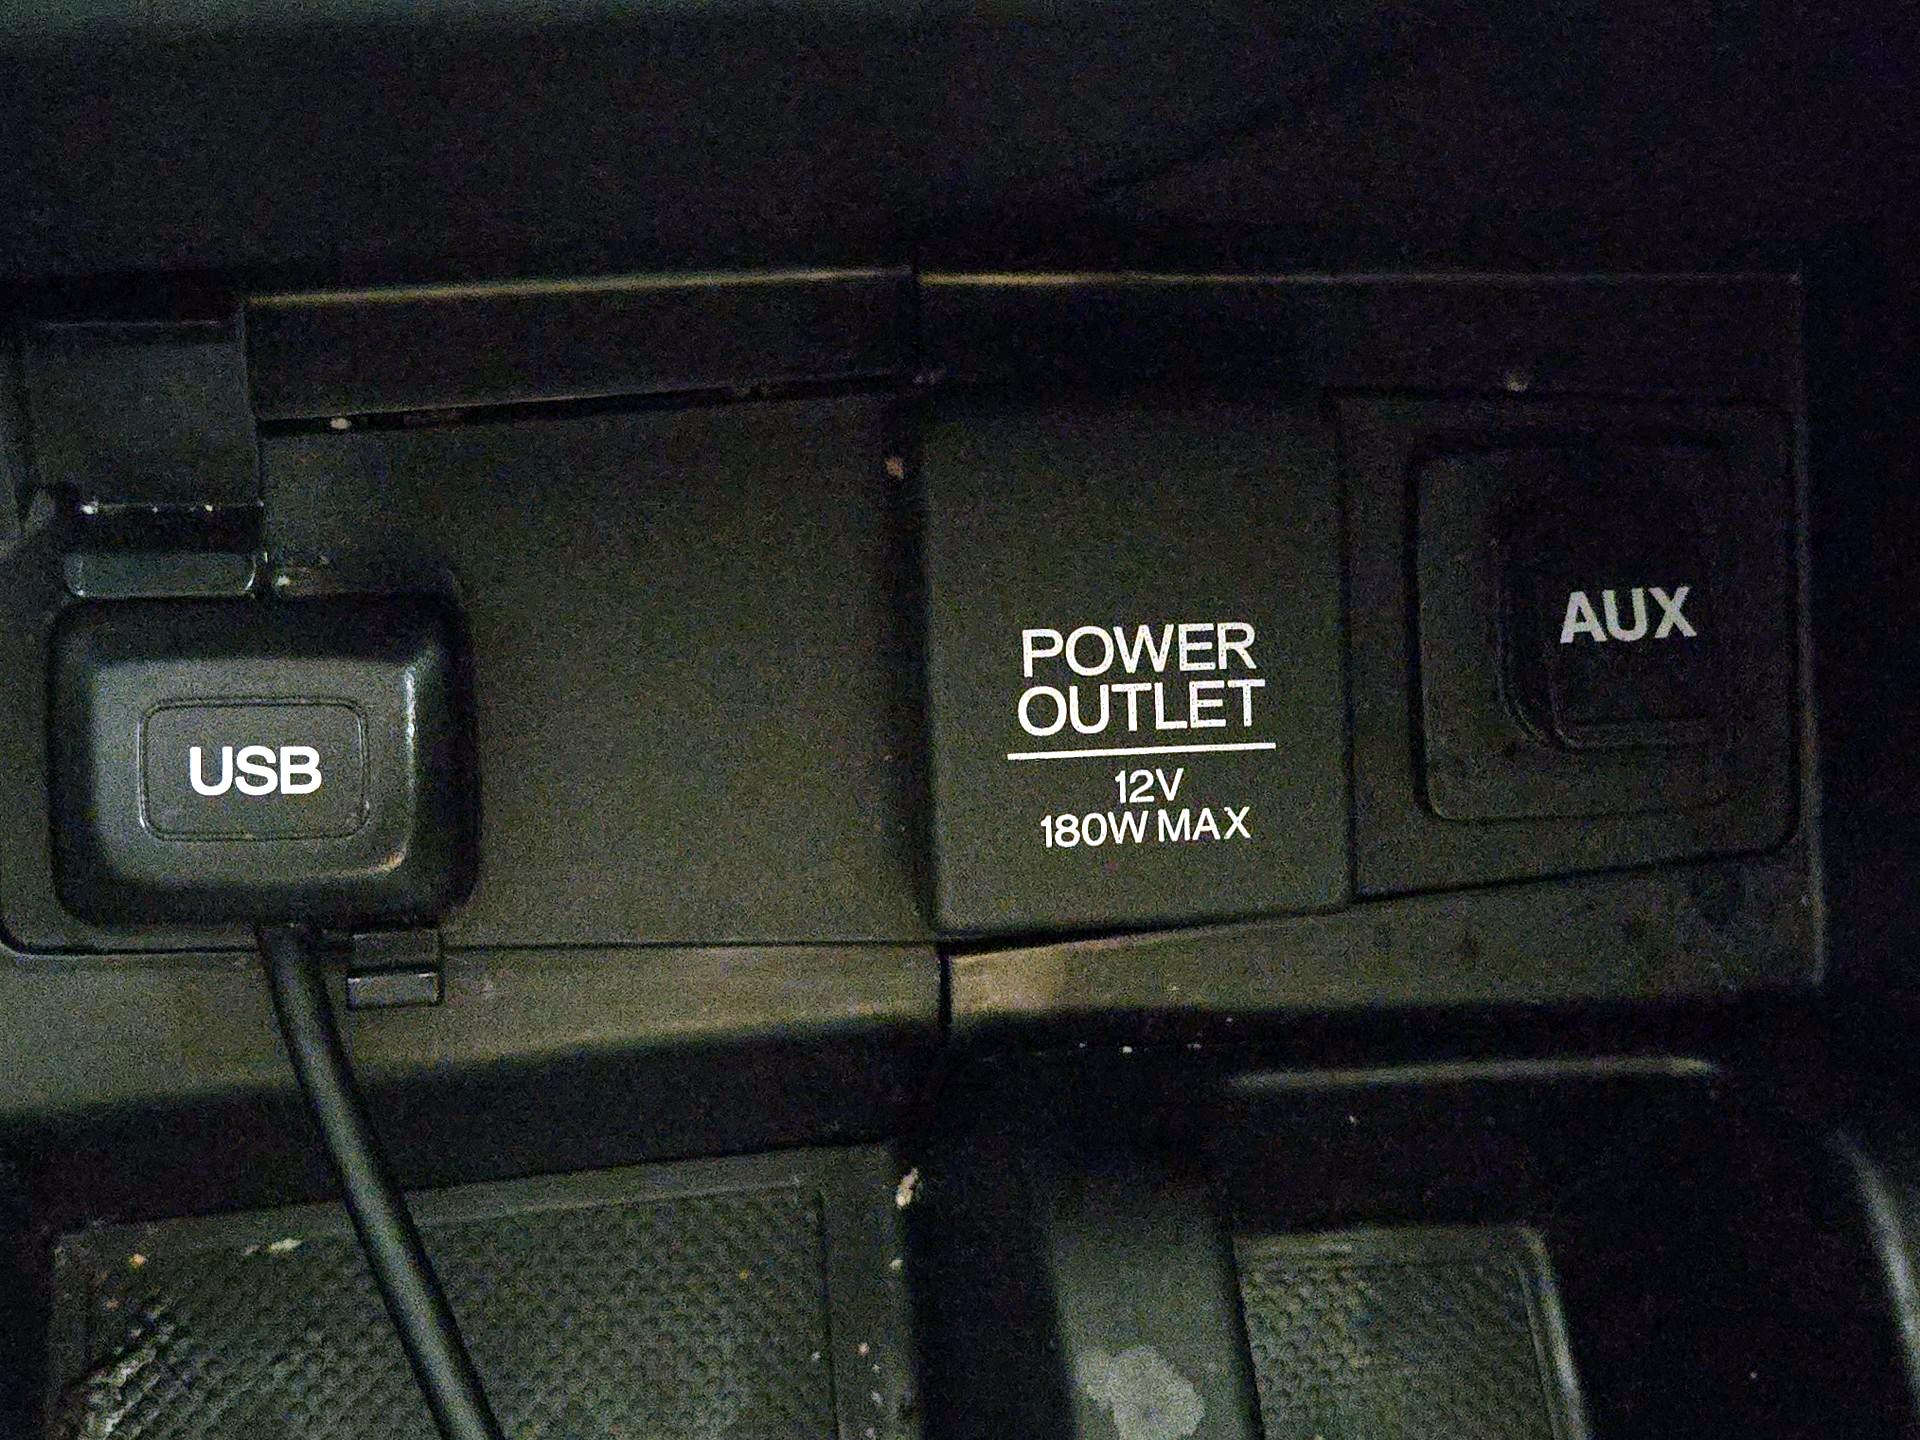 USB
POWER
OUTLET
12V
180W MAX
AUX